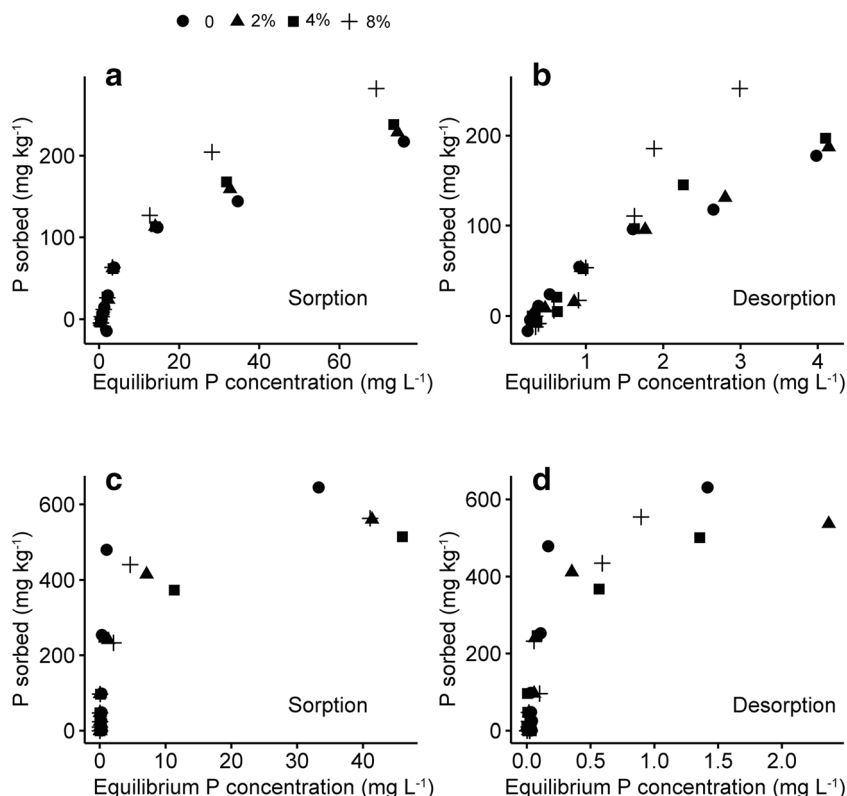 0 2% 4% 8%
a
P sorbed (mg kg⁻¹)
200
100
0
Sorption
0 20 40 60
Equilibrium P concentration (mg L⁻¹)
b
P sorbed (mg kg⁻¹)
200
100
0
Desorption
1 2 3 4
Equilibrium P concentration (mg L⁻¹)
c
P sorbed (mg kg⁻¹)
600
400
200
0
Sorption
0 10 20 30 40
Equilibrium P concentration (mg L⁻¹)
d
P sorbed (mg kg⁻¹)
600
400
200
0
Desorption
0.0 0.5 1.0 1.5 2.0
Equilibrium P concentration (mg L⁻¹)